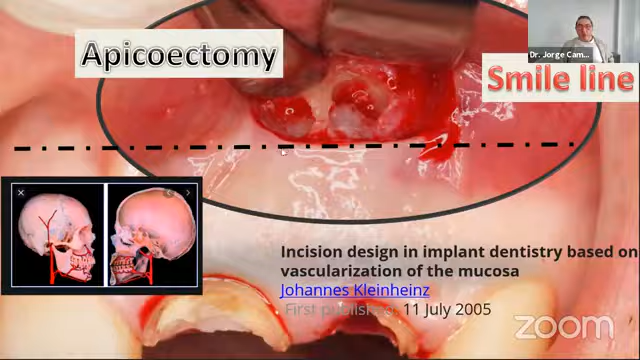 Apicoectomy
Dr. Jorge Cam...
Smile line
Incision design in implant dentistry based on
vascularization of the mucosa
Johannes Kleinheinz
First published: 11 July 2005
zoom